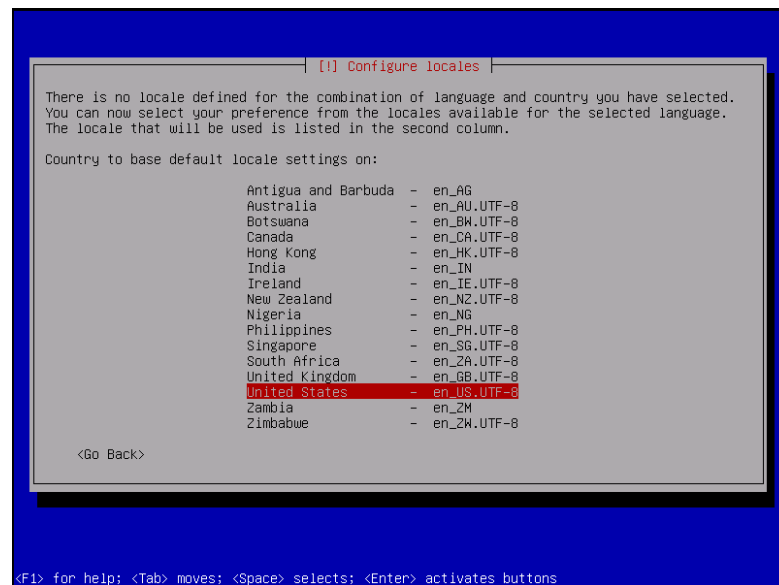 [!] Configure locales
There is no locale defined for the combination of language and country you have selected.
You can now select your preference from the locales available for the selected language.
The locale that will be used is listed in the second column.
Country to base default locale settings on:
Antigua and Barbuda - en_AG
Australia - en_AU.UTF-8
Botswana - en_BW.UTF-8
Canada - en_CA.UTF-8
Hong Kong - en_HK.UTF-8
India - en_IN
Ireland - en_IE.UTF-8
New Zealand - en_NZ.UTF-8
Nigeria - en_NG
Philippines - en_PH.UTF-8
Singapore - en_SG.UTF-8
South Africa - en_ZA.UTF-8
United Kingdom - en_GB.UTF-8
United States - en_US.UTF-8
Zambia - en_ZM
Zimbabwe - en_ZW.UTF-8
<Go Back>
<F1> for help; <Tab> moves; <Space> selects; <Enter> activates buttons